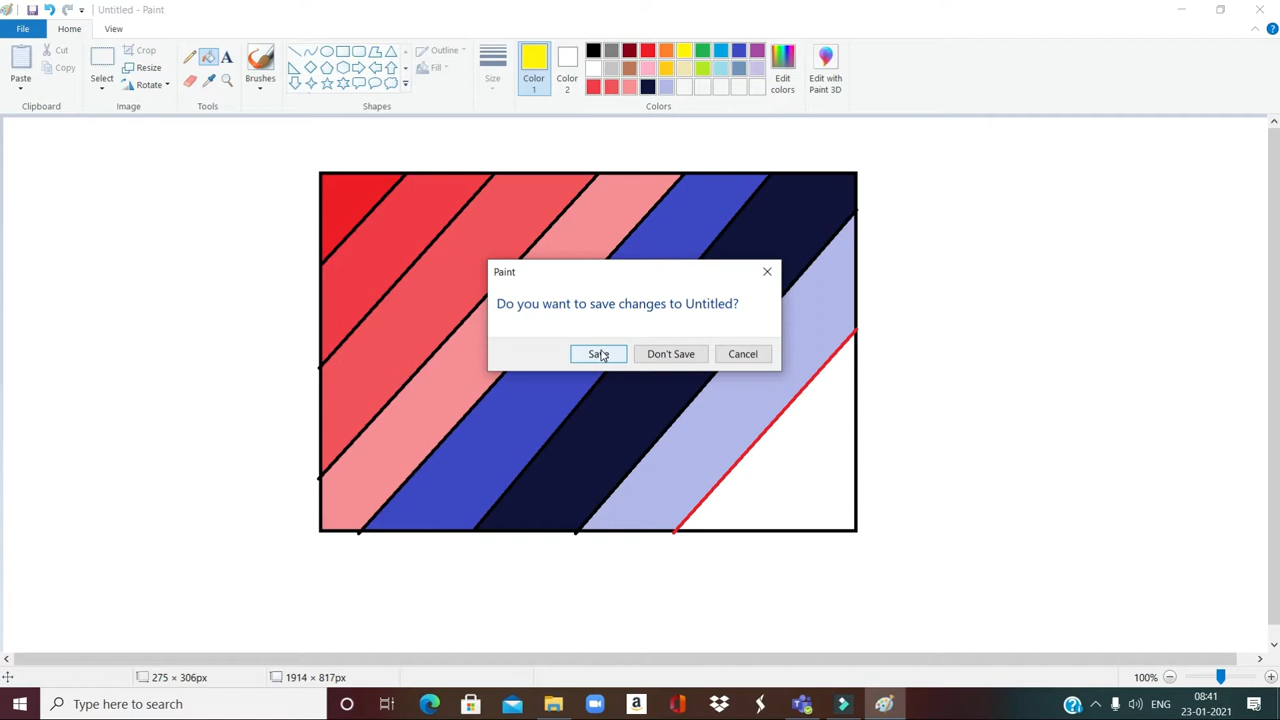 Untitled - Paint
File
Home
View
Paste
Cut
Copy
Clipboard
Select
Crop
Resize
Rotate
Image
A
Tools
Brushes
Shapes
Outline
Fill
Size
Color
1
Color
2
Colors
Edit
colors
Edit with
Paint 3D
Paint
Do you want to save changes to Untitled?
Save
Don't Save
Cancel
275 × 306px
1914 × 817px
100%
Type here to search
a
ENG
08:41
23-01-2021